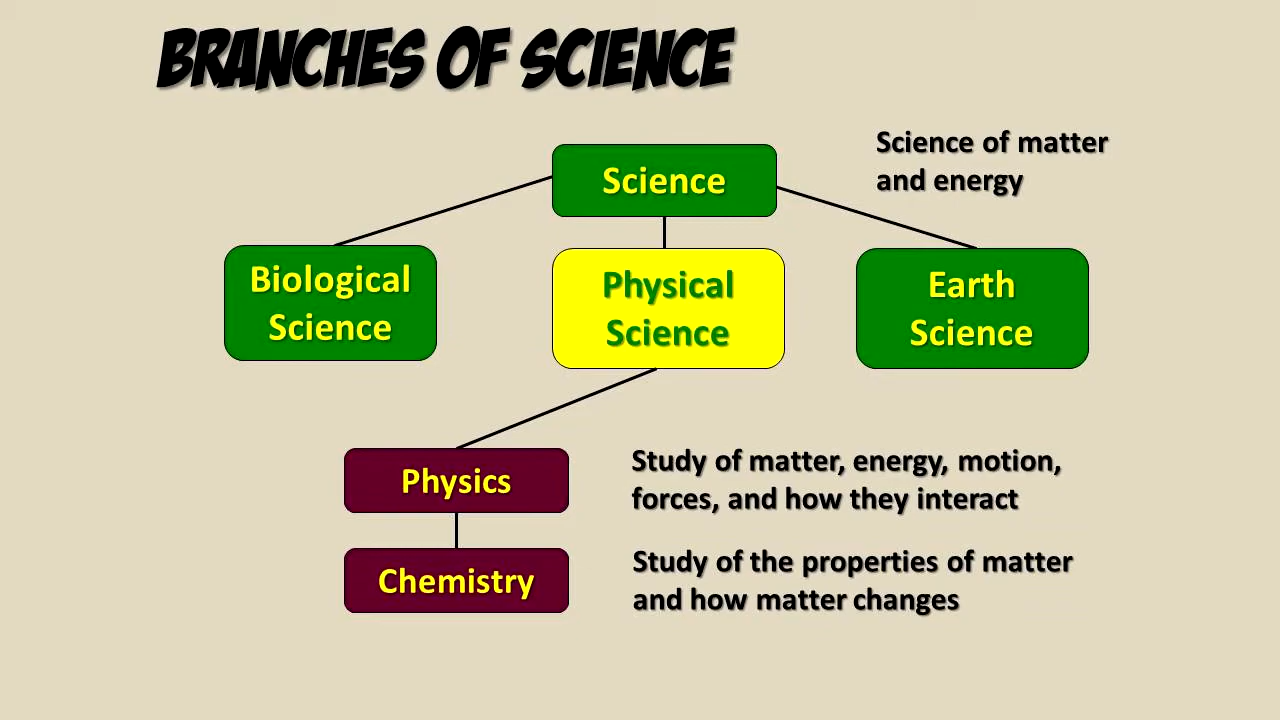 BRANCHES OF SCIENCE
Science of matter
and energy
Science
Biological
Science
Physical
Science
Earth
Science
Physics
Study of matter, energy, motion,
forces, and how they interact
Chemistry
Study of the properties of matter
and how matter changes